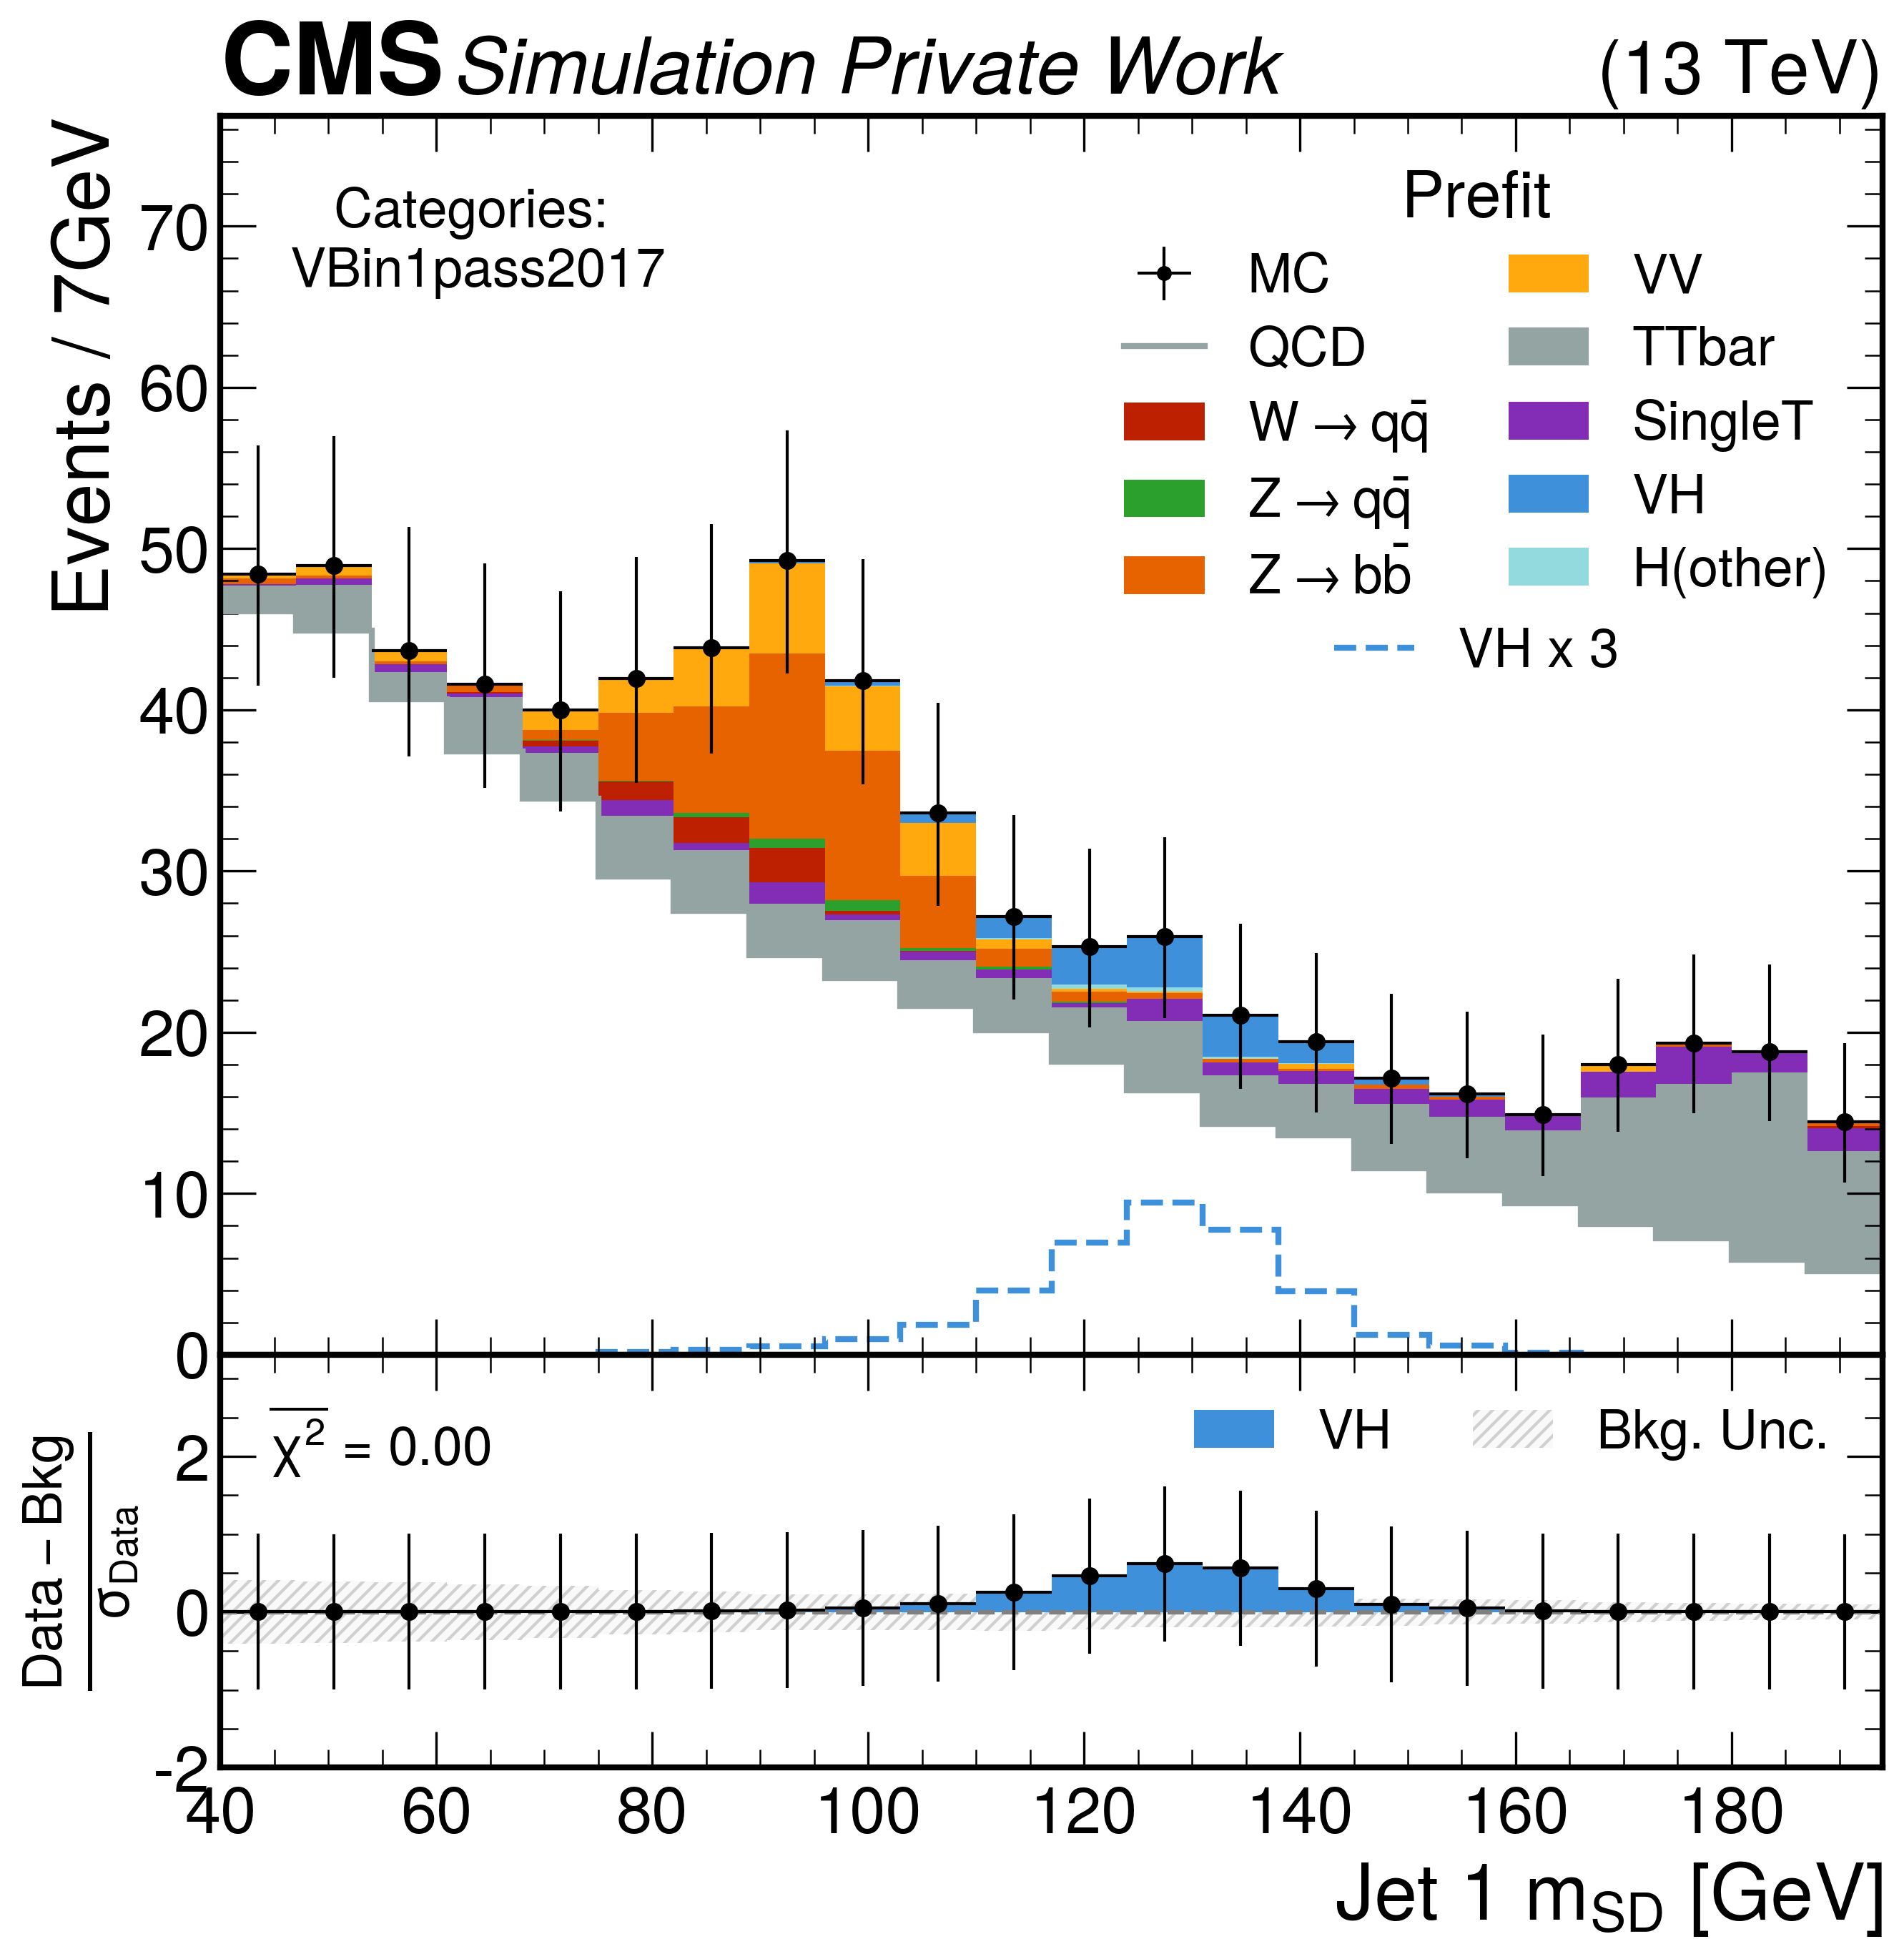 CMS Simulation Private Work (13 TeV)
Events / 7GeV
Categories:
VBin1pass2017
Prefit
MC
QCD
W → qq̄
Z → qq̄
Z → bb̄
VV
TTbar
SingleT
VH
H(other)
VH x 3
70
60
50
40
30
20
10
0
Data – Bkg
σData
χ² = 0.00
VH
Bkg. Unc.
2
0
-2
40 60 80 100 120 140 160 180
Jet 1 mSD [GeV]